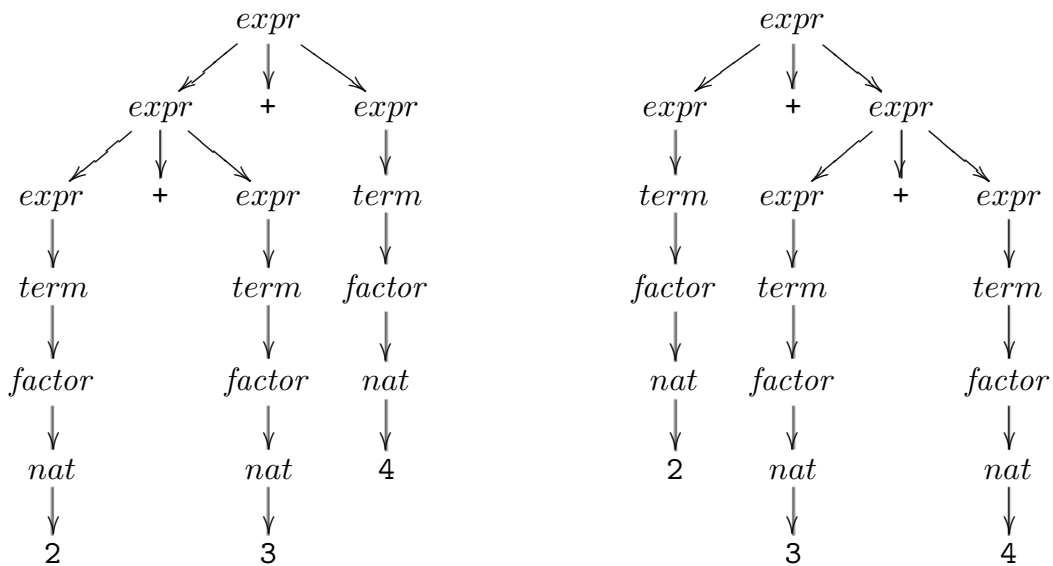 expr expr
expr + expr expr + expr
expr + expr term term expr + expr
term term factor factor term term
factor factor nat nat factor factor
nat nat 4 2 nat nat
2 3 3 4